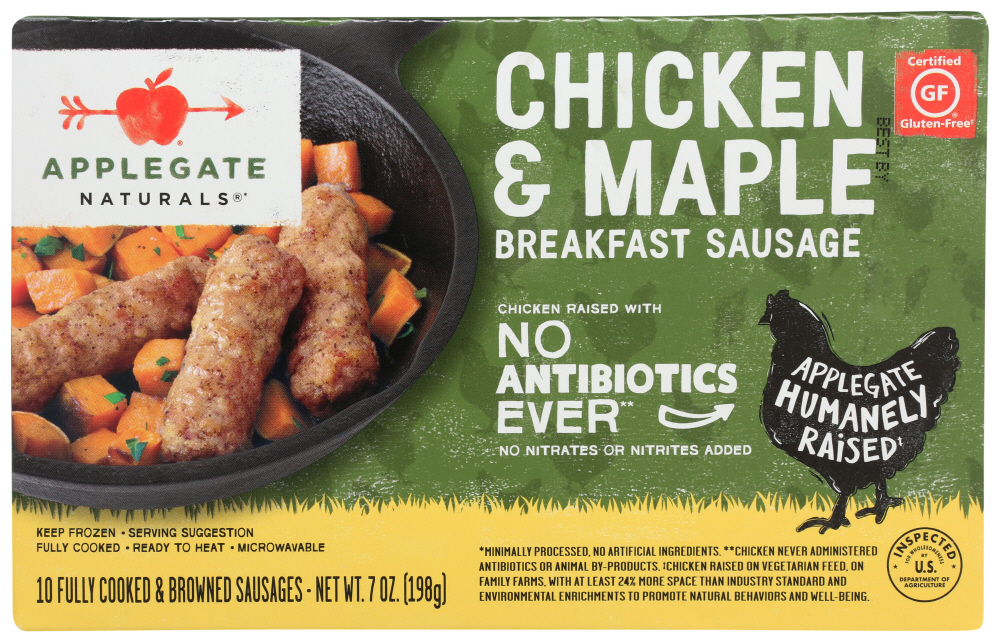 APPLEGATE
NATURALS®*
CHICKEN
& MAPLE
BREAKFAST SAUSAGE
Certified
GF
Gluten-Free†
BEST BY
CHICKEN RAISED WITH
NO
ANTIBIOTICS
EVER**
NO NITRATES OR NITRITES ADDED
APPLEGATE
HUMANELY
RAiSED‡
KEEP FROZEN • SERVING SUGGESTION
FULLY COOKED • READY TO HEAT • MICROWAVABLE
10 FULLY COOKED & BROWNED SAUSAGES - NET WT. 7 OZ. (198g)
*MINIMALLY PROCESSED, NO ARTIFICIAL INGREDIENTS. **CHICKEN NEVER ADMINISTERED
ANTIBIOTICS OR ANIMAL BY-PRODUCTS. ‡CHICKEN RAISED ON VEGETARIAN FEED, ON
FAMILY FARMS, WITH AT LEAST 24% MORE SPACE THAN INDUSTRY STANDARD AND
ENVIRONMENTAL ENRICHMENTS TO PROMOTE NATURAL BEHAVIORS AND WELL-BEING.
INSPECTED
FOR WHOLESOMENESS
BY
U.S.
DEPARTMENT OF
AGRICULTURE